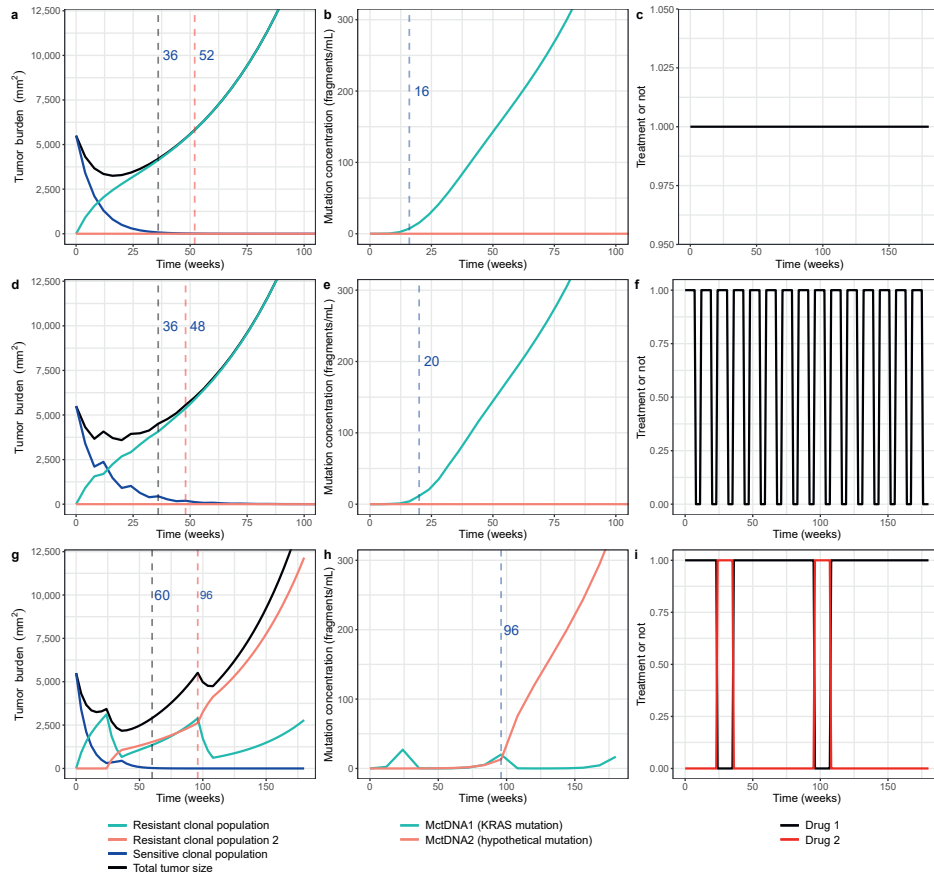 a
12,500
10,000
7,500
5,000
2,500
0
Tumor burden (mm²)
36
52
0
25
50
75
100
Time (weeks)
b
300
200
100
0
Mutation concentration (fragments/mL)
16
0
25
50
75
100
Time (weeks)
c
1.050
1.025
1.000
0.975
0.950
Treatment or not
0
50
100
150
Time (weeks)
d
12,500
10,000
7,500
5,000
2,500
0
Tumor burden (mm²)
36
48
0
25
50
75
100
Time (weeks)
e
300
200
100
0
Mutation concentration (fragments/mL)
20
0
25
50
75
100
Time (weeks)
f
1.00
0.75
0.50
0.25
0.00
Treatment or not
0
50
100
150
Time (weeks)
g
12,500
10,000
7,500
5,000
2,500
0
Tumor burden (mm²)
60
96
0
50
100
150
Time (weeks)
h
300
200
100
0
Mutation concentration (fragments/mL)
96
0
50
100
150
Time (weeks)
i
1.00
0.75
0.50
0.25
0.00
Treatment or not
0
50
100
150
Time (weeks)
Resistant clonal population
Resistant clonal population 2
Sensitive clonal population
Total tumor size
MctDNA1 (KRAS mutation)
MctDNA2 (hypothetical mutation)
Drug 1
Drug 2